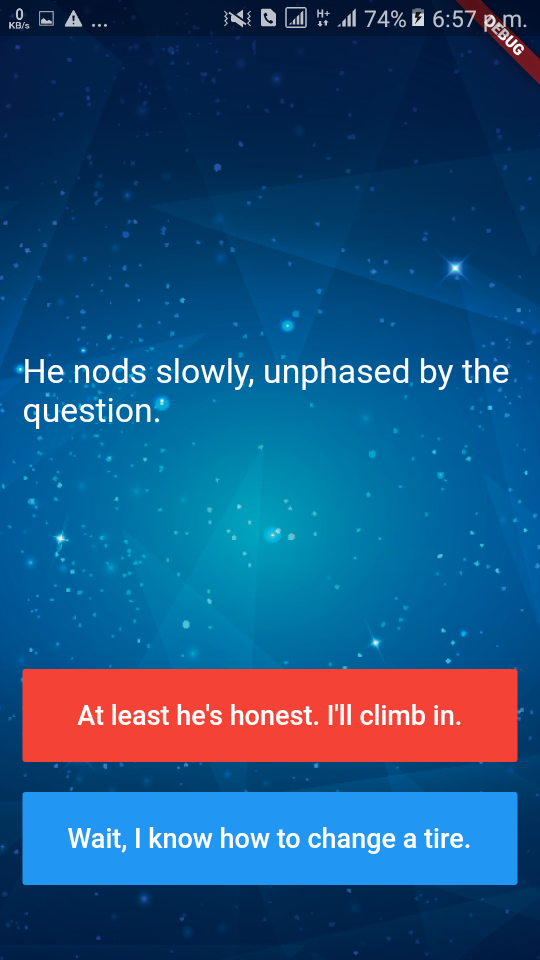 0
KB/s
...
H+
74%
6:57 p.m.
DEBUG
He nods slowly, unphased by the
question.
At least he's honest. I'll climb in.
Wait, I know how to change a tire.